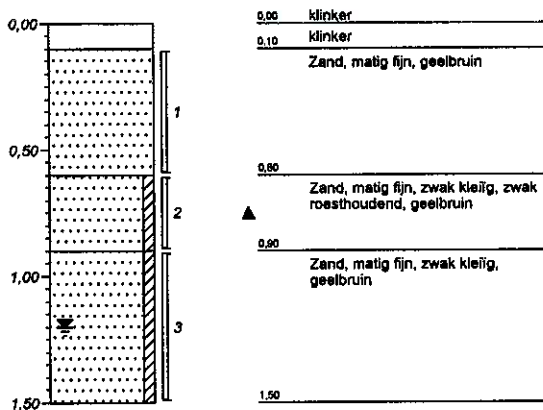 0,00
0,50
1,00
1,50
1
2
3
0,00 klinker
0,10 klinker
Zand, matig fijn, geelbruin
0,60
Zand, matig fijn, zwak kleiïg, zwak
roesthoudend, geelbruin
0,90
Zand, matig fijn, zwak kleiïg,
geelbruin
1,50